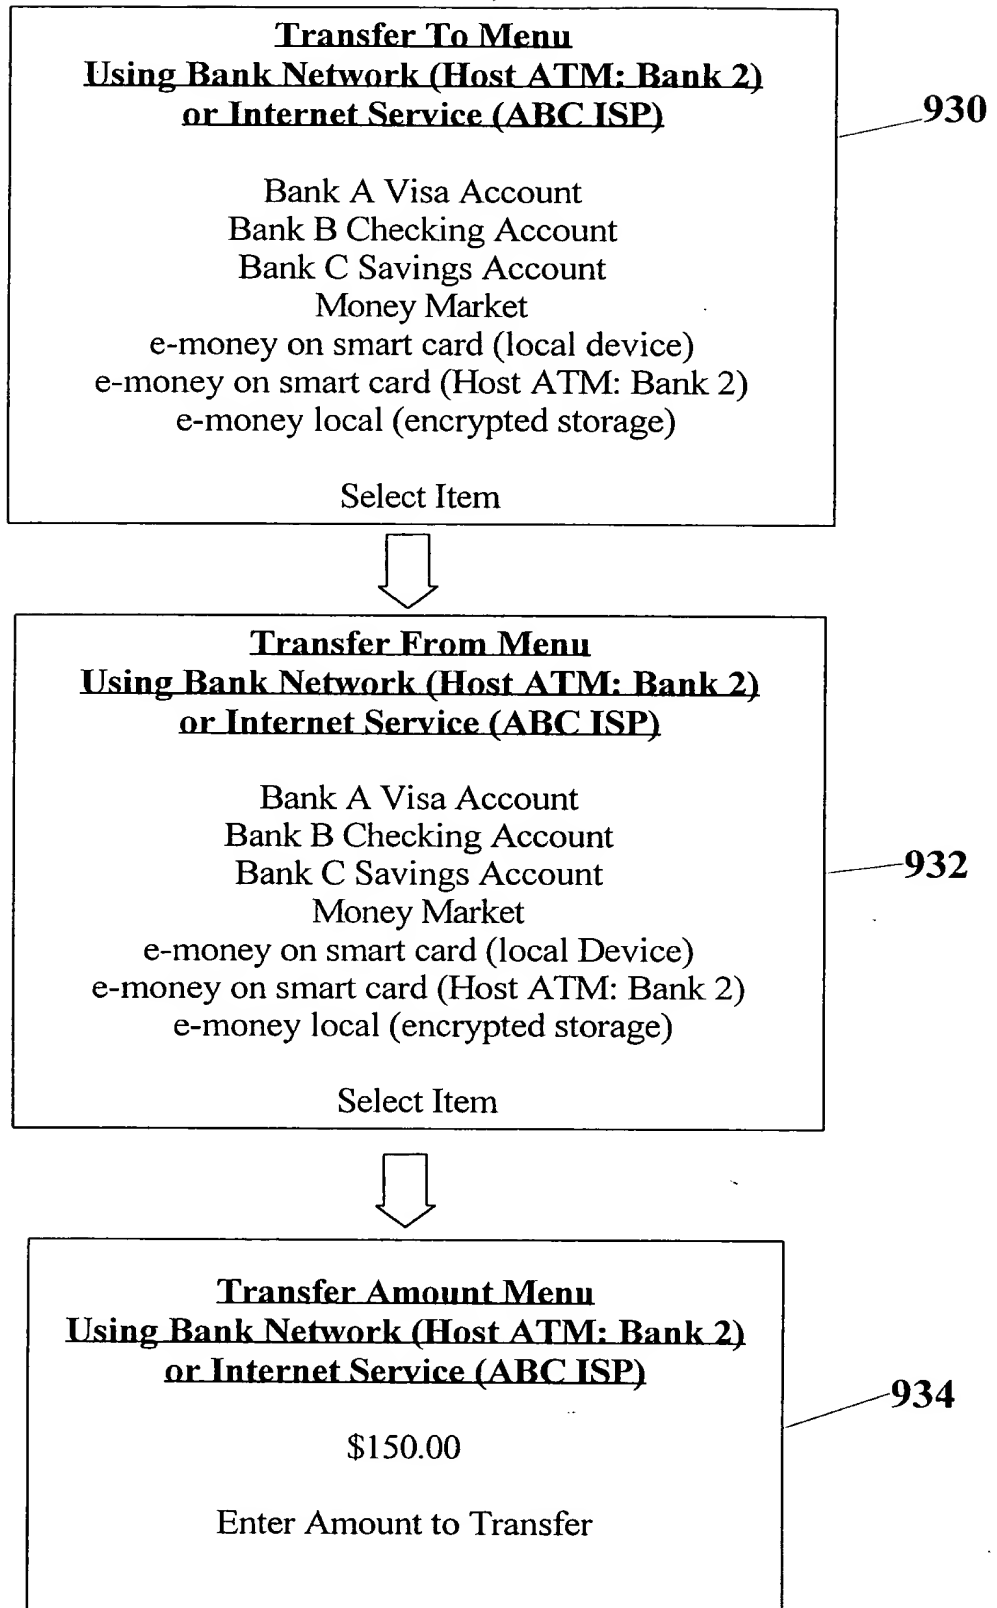 Transfer To Menu
Using Bank Network (Host ATM: Bank 2)
or Internet Service (ABC ISP)
930
Bank A Visa Account
Bank B Checking Account
Bank C Savings Account
Money Market
e-money on smart card (local device)
e-money on smart card (Host ATM: Bank 2)
e-money local (encrypted storage)
Select Item
Transfer From Menu
Using Bank Network (Host ATM: Bank 2)
or Internet Service (ABC ISP)
Bank A Visa Account
Bank B Checking Account
Bank C Savings Account
932
Money Market
e-money on smart card (local Device)
e-money on smart card (Host ATM: Bank 2)
e-money local (encrypted storage)
Select Item
Transfer Amount Menu
Using Bank Network (Host ATM: Bank 2)
or Internet Service (ABC ISP)
934
$150.00
Enter Amount to Transfer